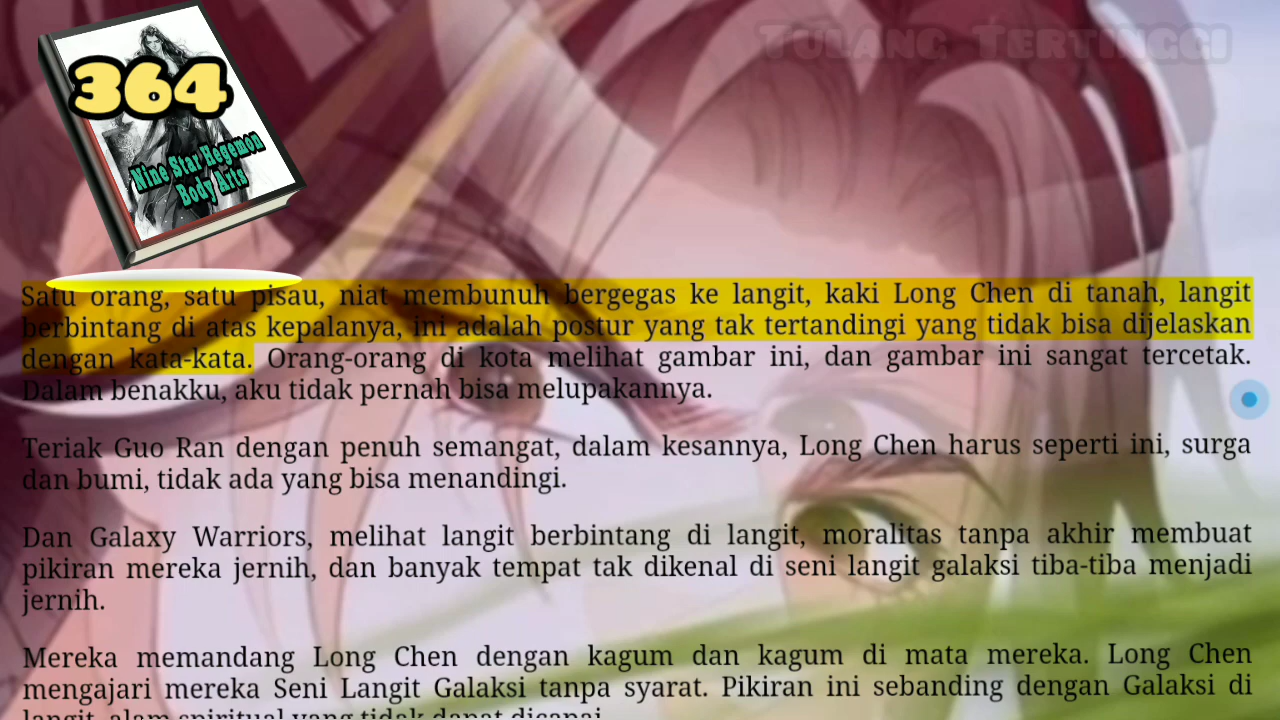 TULANG TERTINGGI
364
Nine Star Hegemon
Body Arts
Satu orang, satu pisau, niat membunuh bergegas ke langit, kaki Long Chen di tanah, langit
berbintang di atas kepalanya, ini adalah postur yang tak tertandingi yang tidak bisa dijelaskan
dengan kata-kata. Orang-orang di kota melihat gambar ini, dan gambar ini sangat tercetak.
Dalam benakku, aku tidak pernah bisa melupakannya.
Teriak Guo Ran dengan penuh semangat, dalam kesannya, Long Chen harus seperti ini, surga
dan bumi, tidak ada yang bisa menandingi.
Dan Galaxy Warriors, melihat langit berbintang di langit, moralitas tanpa akhir membuat
pikiran mereka jernih, dan banyak tempat tak dikenal di seni langit galaksi tiba-tiba menjadi
jernih.
Mereka memandang Long Chen dengan kagum dan kagum di mata mereka. Long Chen
mengajari mereka Seni Langit Galaksi tanpa syarat. Pikiran ini sebanding dengan Galaksi di
langit, alam spiritual yang tidak dapat dicapai.